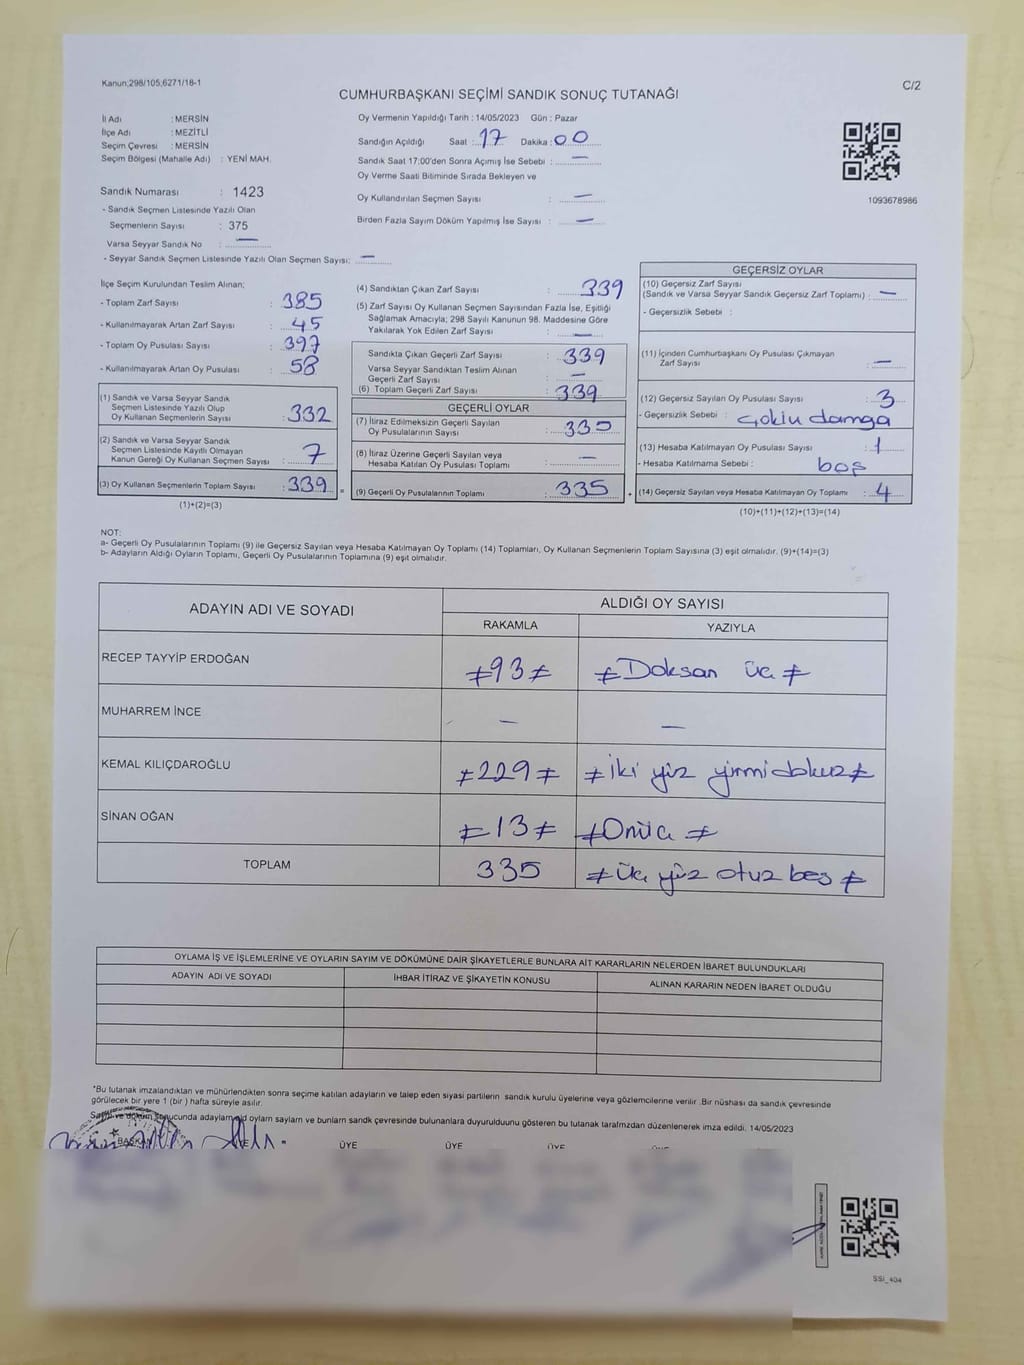 Kanun;298/105;6271/18-1
C/2
CUMHURBAŞKANI SEÇİMİ SANDIK SONUÇ TUTANAĞI
İl Adı : MERSİN
İlçe Adı : MEZİTLİ
Seçim Çevresi : MERSİN
Seçim Bölgesi (Mahalle Adı) : YENİ MAH.
Sandık Numarası : 1423
- Sandık Seçmen Listesinde Yazılı Olan
Seçmenlerin Sayısı : 375
Varsa Seyyar Sandık No : —
- Seyyar Sandık Seçmen Listesinde Yazılı Olan Seçmen Sayısı: —
Oy Vermenin Yapıldığı Tarih : 14/05/2023 Gün : Pazar
Sandığın Açıldığı Saat : 17 Dakika : 00
Sandık Saat 17:00'den Sonra Açımış İse Sebebi : —
Oy Verme Saati Bitiminde Sırada Bekleyen ve
Oy Kullandırılan Seçmen Sayısı : —
Birden Fazla Sayım Döküm Yapılmış İse Sayısı : —
1093678986
İlçe Seçim Kurulundan Teslim Alınan;
- Toplam Zarf Sayısı : 385
- Kullanılmayarak Artan Zarf Sayısı : 45
- Toplam Oy Pusulası Sayısı : 397
- Kullanılmayarak Artan Oy Pusulası : 58
(1) Sandık ve Varsa Seyyar Sandık
Seçmen Listesinde Yazılı Olup
Oy Kullanan Seçmenlerin Sayısı : 332
(2) Sandık ve Varsa Seyyar Sandık
Seçmen Listesinde Kayıtlı Olmayan
Kanun Gereği Oy Kullanan Seçmen Sayısı : 7
(3) Oy Kullanan Seçmenlerin Toplam Sayısı : 339
(1)+(2)=(3)
(4) Sandıktan Çıkan Zarf Sayısı : 339
(5) Zarf Sayısı Oy Kullanan Seçmen Sayısından Fazla İse, Eşitliği
Sağlamak Amacıyla; 298 Sayılı Kanunun 98. Maddesine Göre
Yakılarak Yok Edilen Zarf Sayısı : —
Sandıkta Çıkan Geçerli Zarf Sayısı : 339
Varsa Seyyar Sandıktan Teslim Alınan
Geçerli Zarf Sayısı : —
(6) Toplam Geçerli Zarf Sayısı : 339
GEÇERLİ OYLAR
(7) İtiraz Edilmeksizin Geçerli Sayılan
Oy Pusulalarının Sayısı : 335
(8) İtiraz Üzerine Geçerli Sayılan veya
Hesaba Katılan Oy Pusulası Toplamı : —
= (9) Geçerli Oy Pusulalarının Toplamı : 335
GEÇERSİZ OYLAR
(10) Geçersiz Zarf Sayısı
(Sandık ve Varsa Seyyar Sandık Geçersiz Zarf Toplamı) : —
- Geçersizlik Sebebi :
(11) İçinden Cumhurbaşkanı Oy Pusulası Çıkmayan
Zarf Sayısı : —
(12) Geçersiz Sayılan Oy Pusulası Sayısı : 3
- Geçersizlik Sebebi : çoklu damga
(13) Hesaba Katılmayan Oy Pusulası Sayısı : 1
- Hesaba Katılmama Sebebi : boş
+ (14) Geçersiz Sayılan veya Hesaba Katılmayan Oy Toplamı : 4
(10)+(11)+(12)+(13)=(14)
NOT:
a- Geçerli Oy Pusulalarının Toplamı (9) ile Geçersiz Sayılan veya Hesaba Katılmayan Oy Toplamı (14) Toplamları, Oy Kullanan Seçmenlerin Toplam Sayısına (3) eşit olmalıdır. (9)+(14)=(3)
b- Adayların Aldığı Oyların Toplamı, Geçerli Oy Pusulalarının Toplamına (9) eşit olmalıdır.
ADAYIN ADI VE SOYADI
ALDIĞI OY SAYISI
RAKAMLA YAZIYLA
RECEP TAYYİP ERDOĞAN ≠93≠ ≠Doksan üç≠
MUHARREM İNCE — —
KEMAL KILIÇDAROĞLU ≠229≠ ≠iki yüz yirmi dokuz≠
SİNAN OĞAN ≠13≠ ≠Onüç≠
TOPLAM 335 ≠üç yüz otuz beş≠
OYLAMA İŞ VE İŞLEMLERİNE VE OYLARIN SAYIM VE DÖKÜMÜNE DAİR ŞİKAYETLERLE BUNLARA AİT KARARLARIN NELERDEN İBARET BULUNDUKLARI
ADAYIN ADI VE SOYADI İHBAR İTİRAZ VE ŞİKAYETİN KONUSU ALINAN KARARIN NEDEN İBARET OLDUĞU
*Bu tutanak imzalandıktan ve mühürlendikten sonra seçime katılan adayların ve talep eden siyasi partilerin sandık kurulu üyelerine veya gözlemcilerine verilir .Bir nüshası da sandık çevresinde
görülecek bir yere 1 (bir ) hafta süreyle asılır.
Sayım ve döküm sonucunda adayların oyların sayları ve bunların sandk çevresinde bulunanlara duyurulduunu gösteren bu tutanak tarafmzdan düzenlenerek imza edildi. 14/05/2023
BAŞKAN ÜYE ÜYE ÜYE
SSI_404